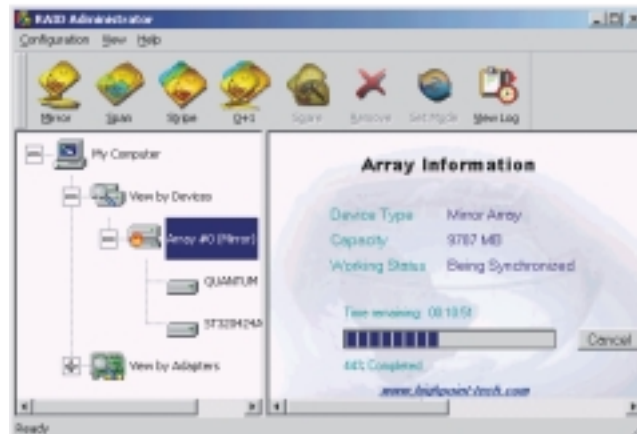 RAID Administrator
Configuration View Help
Mirror Span Stripe 0+1 Spare Remove Set Mode View Log
My Computer
View by Devices
Array #0 (Mirror)
QUANTUM
ST320424A
View by Adapters
Array Information
Device Type Mirror Array
Capacity 9787 MB
Working Status Being Synchronized
Time remaining: 00:10:51
Cancel
44% Completed
www.highpoint-tech.com
Ready